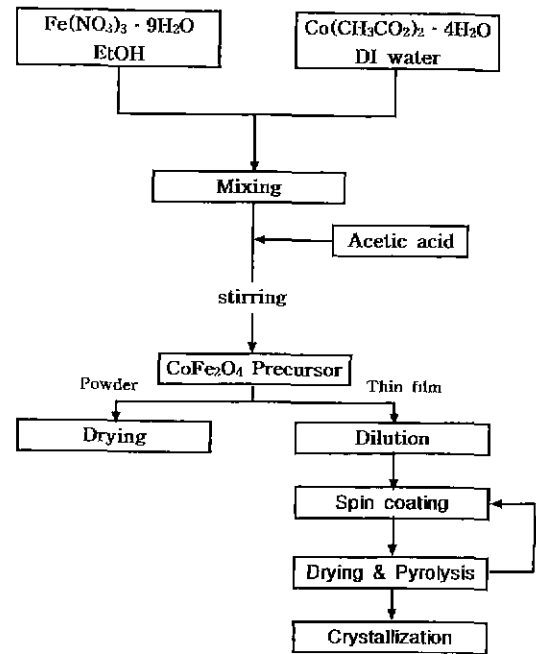 Fe(NO₃)₃ · 9H₂O
EtOH
Co(CH₃CO₂)₂ · 4H₂O
DI water
Mixing
Acetic acid
stirring
CoFe₂O₄ Precursor
Powder
Thin film
Drying
Dilution
Spin coating
Drying & Pyrolysis
Crystallization